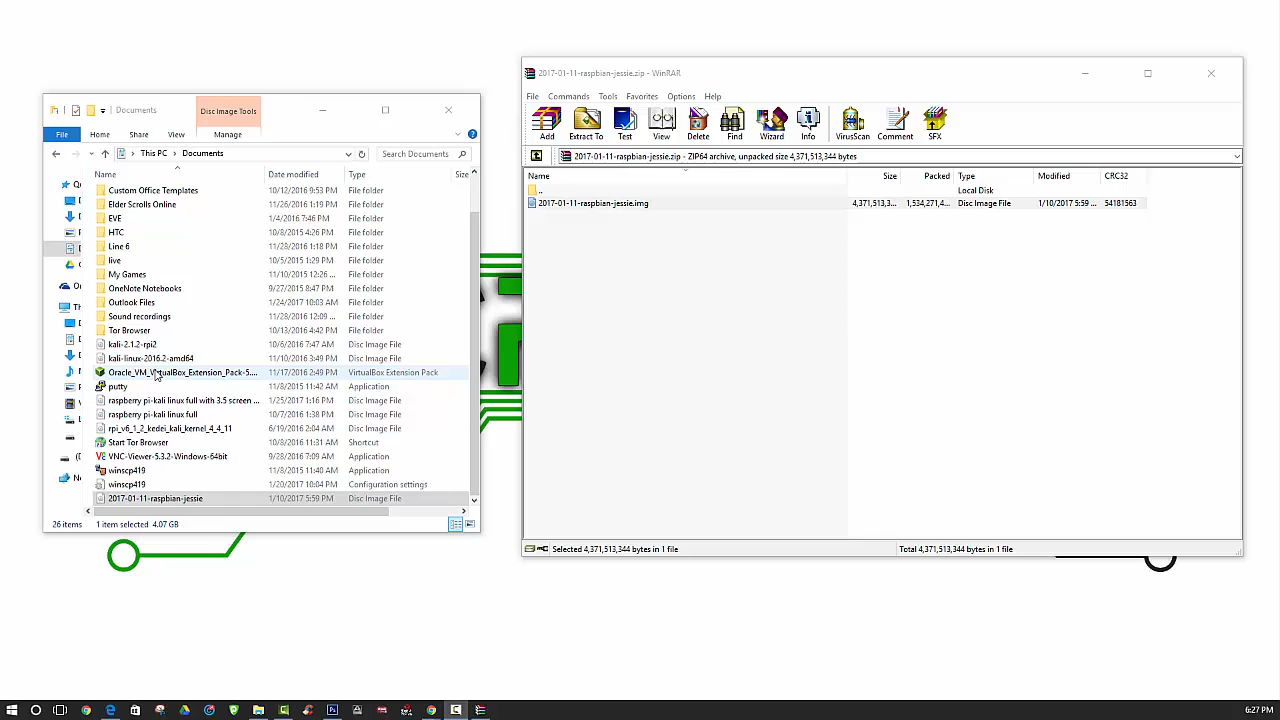 Documents
Disc Image Tools
File Home Share View Manage
This PC > Documents
Search Documents
Name Date modified Type Size
Custom Office Templates 10/12/2016 9:53 PM File folder
Elder Scrolls Online 11/26/2016 1:19 PM File folder
EVE 1/4/2016 7:46 PM File folder
HTC 10/8/2015 4:26 PM File folder
Line 6 11/28/2016 1:18 PM File folder
live 10/5/2015 1:29 PM File folder
My Games 11/10/2015 12:26 ... File folder
OneNote Notebooks 9/27/2015 8:47 PM File folder
Outlook Files 1/24/2017 10:03 AM File folder
Sound recordings 11/28/2016 12:09 ... File folder
Tor Browser 10/13/2016 4:42 PM File folder
kali-2.1.2-rpi2 10/6/2016 7:47 AM Disc Image File
kali-linux-2016.2-amd64 11/10/2016 3:49 PM Disc Image File
Oracle_VM_VirtualBox_Extension_Pack-5.... 11/17/2016 2:49 PM VirtualBox Extension Pack
putty 11/8/2015 11:42 AM Application
raspberry pi-kali linux full with 3.5 screen ... 1/25/2017 1:16 PM Disc Image File
raspberry pi-kali linux full 10/7/2016 1:38 PM Disc Image File
rpi_v6_1_2_kedei_kali_kernel_4_4_11 6/19/2016 2:04 AM Disc Image File
Start Tor Browser 10/8/2016 11:31 AM Shortcut
VNC-Viewer-5.3.2-Windows-64bit 9/28/2016 7:09 AM Application
winscp419 11/8/2015 11:40 AM Application
winscp419 1/20/2017 10:04 PM Configuration settings
2017-01-11-raspbian-jessie 1/10/2017 5:59 PM Disc Image File
26 items 1 item selected 4.07 GB
2017-01-11-raspbian-jessie.zip - WinRAR
File Commands Tools Favorites Options Help
Add Extract To Test View Delete Find Wizard Info VirusScan Comment SFX
2017-01-11-raspbian-jessie.zip - ZIP64 archive, unpacked size 4,371,513,344 bytes
Name Size Packed Type Modified CRC32
.. Local Disk
2017-01-11-raspbian-jessie.img 4,371,513,3... 1,534,271,4... Disc Image File 1/10/2017 5:59 ... 54181563
Selected 4,371,513,344 bytes in 1 file Total 4,371,513,344 bytes in 1 file
6:27 PM